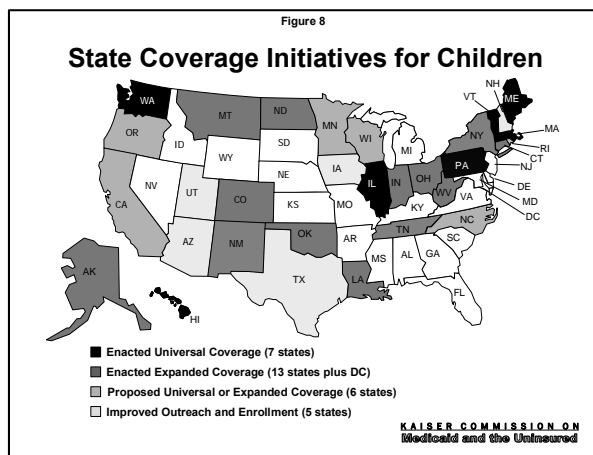 Figure 8
State Coverage Initiatives for Children
WA
MT
ND
MN
OR
ID
WY
SD
WI
MI
NY
VT
NH
ME
MA
RI
CT
NJ
DE
MD
DC
NV
UT
CO
NE
IA
IL
IN
OH
PA
WV
VA
CA
KS
MO
KY
NC
AZ
NM
OK
AR
TN
SC
TX
LA
MS
AL
GA
FL
AK
HI
Enacted Universal Coverage (7 states)
Enacted Expanded Coverage (13 states plus DC)
Proposed Universal or Expanded Coverage (6 states)
Improved Outreach and Enrollment (5 states)
KAISER COMMISSION ON
Medicaid and the Uninsured